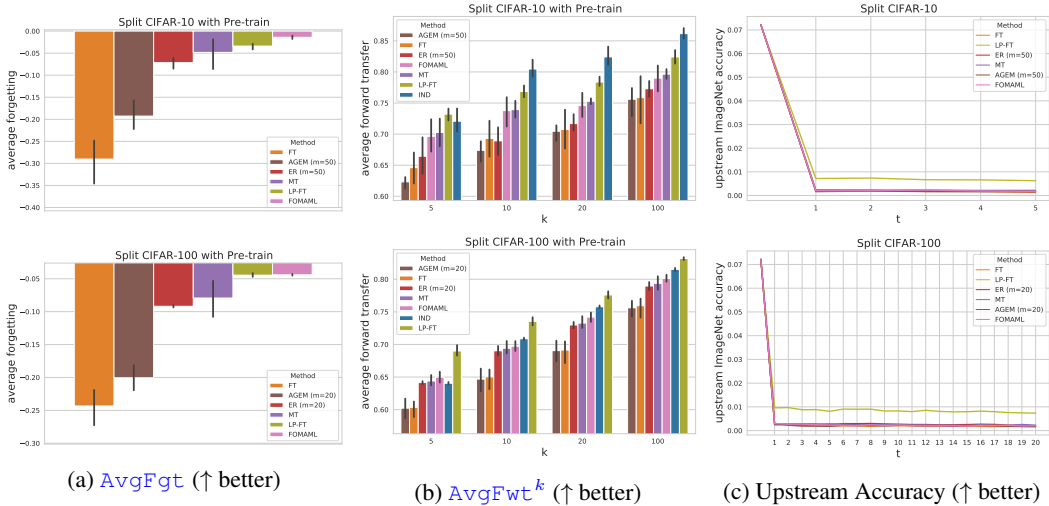 Split CIFAR-10 with Pre-train
average forgetting
0.00
−0.05
−0.10
−0.15
−0.20
−0.25
−0.30
−0.35
−0.40
Method
FT
AGEM (m=50)
ER (m=50)
MT
LP-FT
FOMAML
Split CIFAR-10 with Pre-train
average forward transfer
0.85
0.80
0.75
0.70
0.65
0.60
Method
AGEM (m=50)
FT
ER (m=50)
FOMAML
MT
LP-FT
IND
5 10 20 100
k
Split CIFAR-10
upstream ImageNet accuracy
0.07
0.06
0.05
0.04
0.03
0.02
0.01
0.00
Method
FT
LP-FT
ER (m=50)
MT
AGEM (m=50)
FOMAML
1 2 3 4 5
t
Split CIFAR-100 with Pre-train
average forgetting
−0.05
−0.10
−0.15
−0.20
−0.25
−0.30
Method
FT
AGEM (m=20)
ER (m=20)
MT
LP-FT
FOMAML
Split CIFAR-100 with Pre-train
average forward transfer
0.85
0.80
0.75
0.70
0.65
0.60
Method
AGEM (m=20)
FT
ER (m=20)
MT
FOMAML
IND
LP-FT
5 10 20 100
k
Split CIFAR-100
upstream ImageNet accuracy
0.07
0.06
0.05
0.04
0.03
0.02
0.01
0.00
Method
FT
LP-FT
ER (m=20)
MT
AGEM (m=20)
FOMAML
1 2 3 4 5 6 7 8 9 10 11 12 13 14 15 16 17 18 19 20
t
(a) AvgFgt (↑ better)
(b) AvgFwt^k (↑ better)
(c) Upstream Accuracy (↑ better)